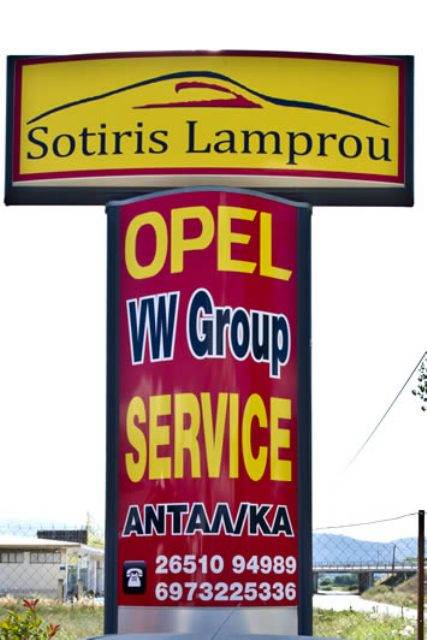 Sotiris Lamprou
OPEL
VW Group
SERVICE
ΑΝΤΑΛ/ΚΑ
26510 94989
6973225336